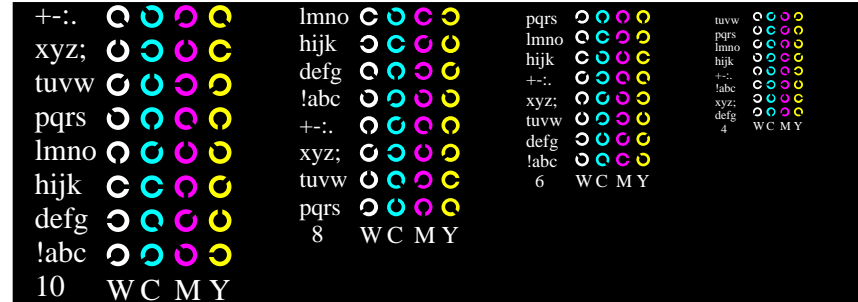 +-:.
xyz;
tuvw
pqrs
lmno
hijk
defg
!abc
10 W C M Y
lmno
hijk
defg
!abc
+-:.
xyz;
tuvw
pqrs
8 W C M Y
pqrs
lmno
hijk
+-:.
xyz;
tuvw
defg
!abc
6 W C M Y
tuvw
pqrs
lmno
hijk
+-:.
!abc
xyz;
defg
4 W C M Y